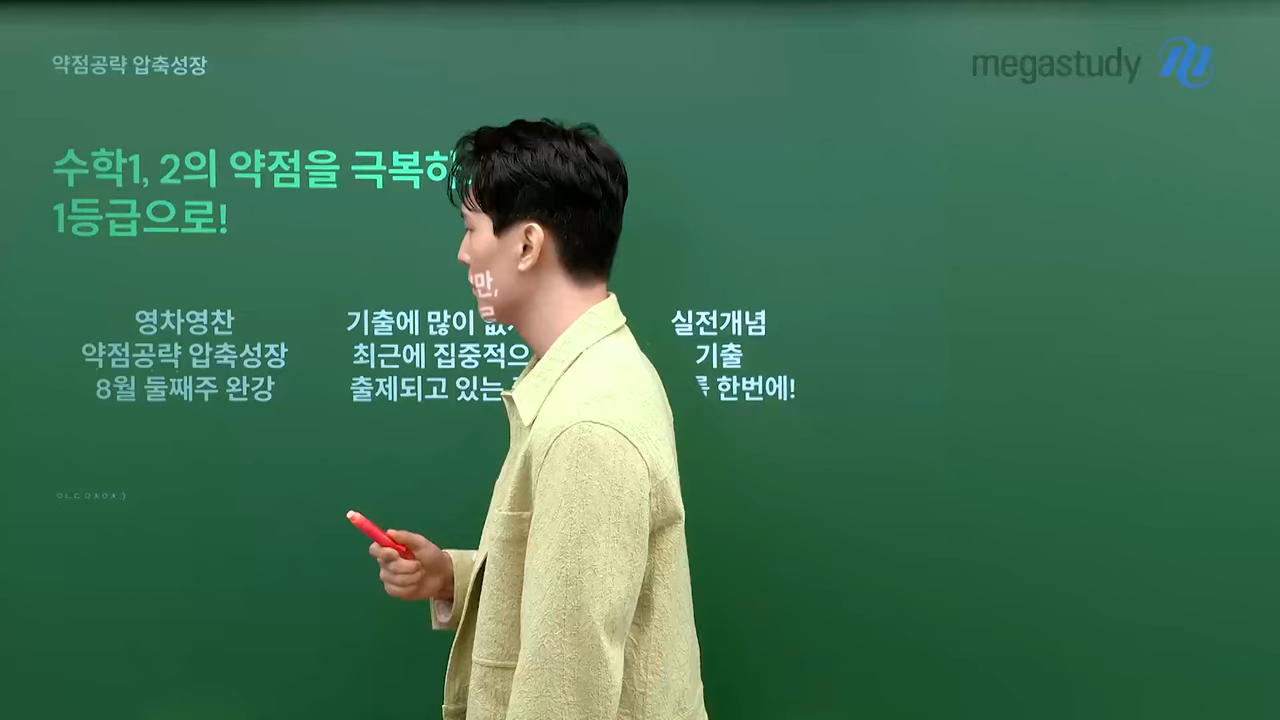 약점공략 압축성장
megastudy
수학1, 2의 약점을 극복하
1등급으로!
영차영찬
약점공략 압축성장
8월 둘째주 완강
기출에 많이
최근에 집중적으
출제되고 있는
만,
실전개념
기출
한번에!